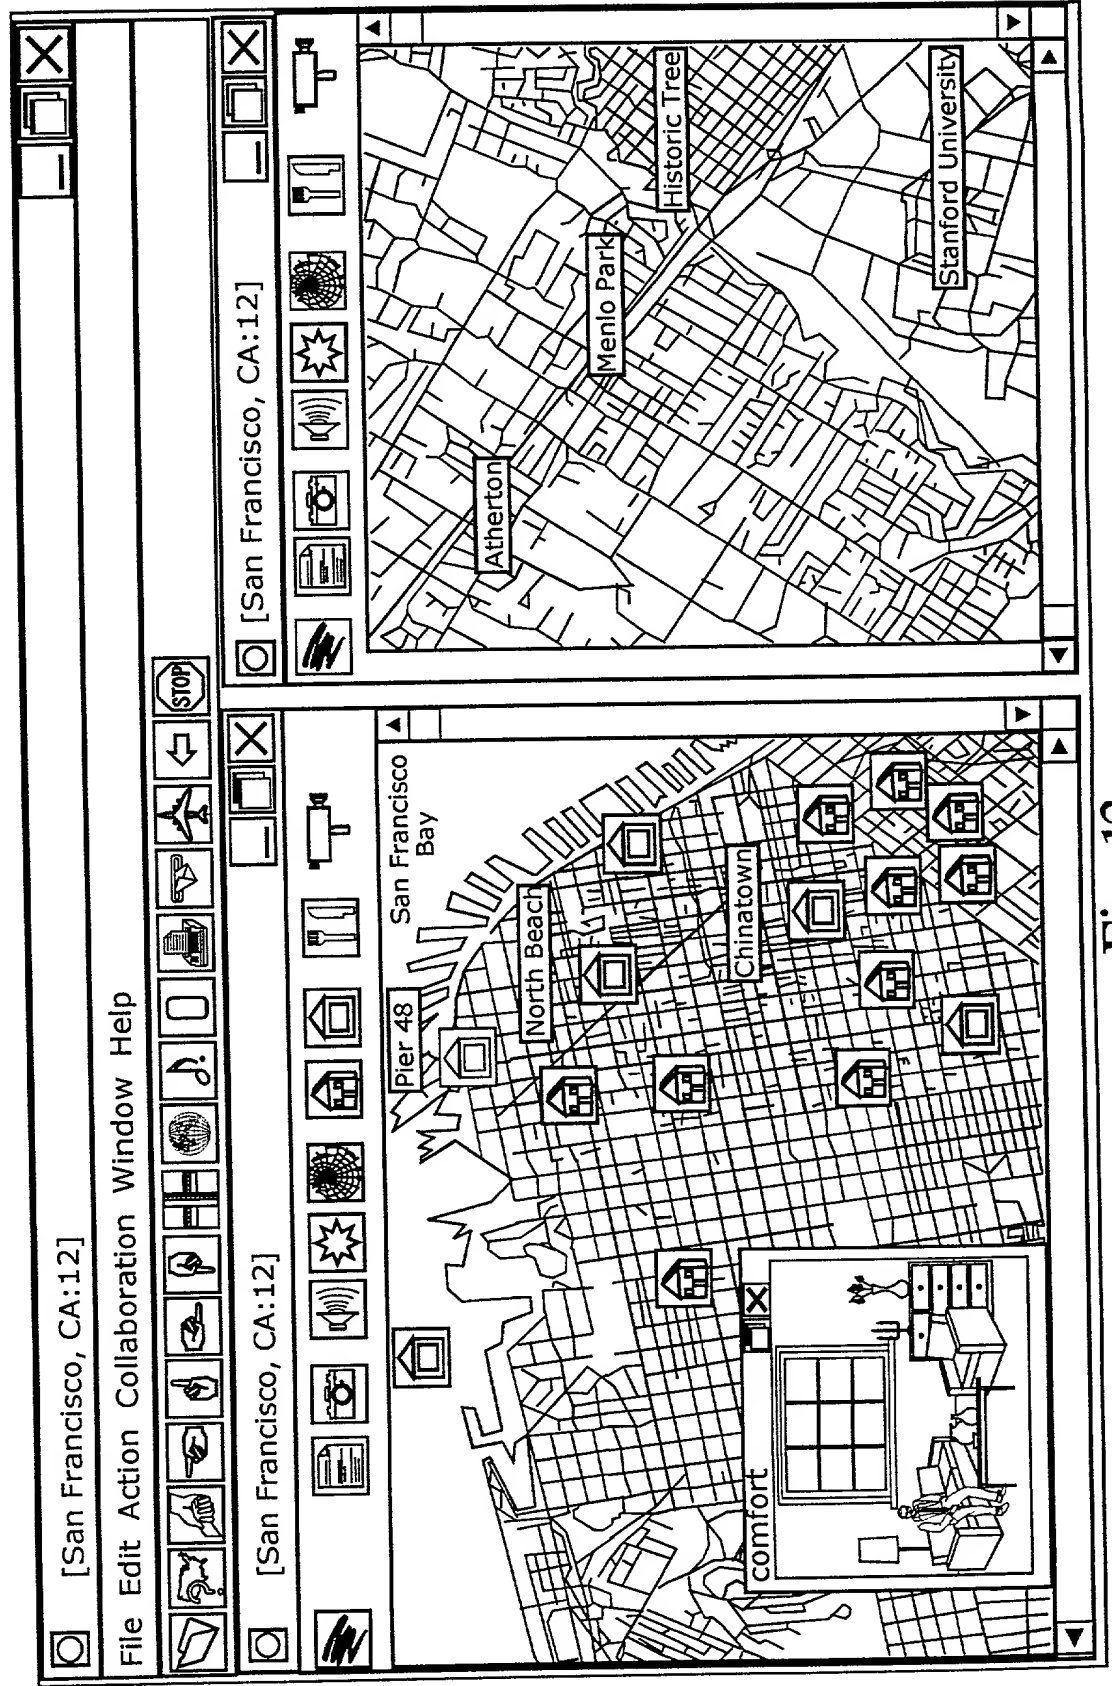 [San Francisco, CA:12]
File Edit Action Collaboration Window Help
STOP
[San Francisco, CA:12]
San Francisco
Bay
Pier 48
North Beach
Chinatown
comfort
[San Francisco, CA:12]
Atherton
Menlo Park
Historic Tree
Stanford University